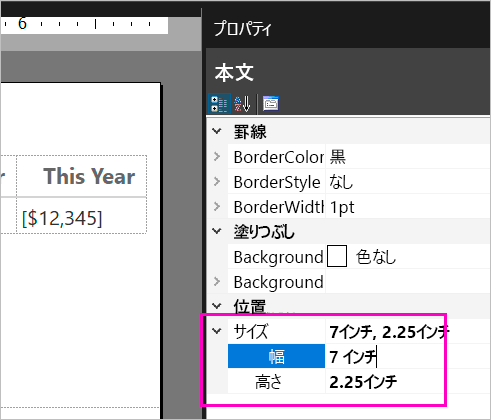 6
プロパティ
本文
罫線
BorderColor 黒
BorderStyle なし
BorderWidth 1pt
塗りつぶし
Background 色なし
Background
位置
サイズ 7インチ, 2.25インチ
幅 7 インチ
高さ 2.25インチ
r This Year
[$12,345]